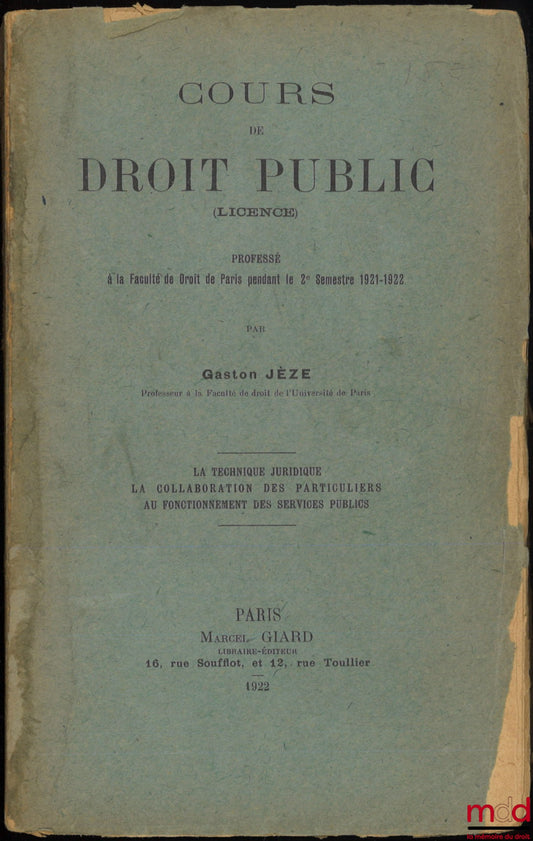 COURS
DE
DROIT PUBLIC
(LICENCE)
PROFESSÉ
à la Faculté de Droit de Paris pendant le 2e Semestre 1921-1922
PAR
Gaston JÈZE
Professeur à la Faculté de droit de l'Université de Paris
LA TECHNIQUE JURIDIQUE
LA COLLABORATION DES PARTICULIERS
AU FONCTIONNEMENT DES SERVICES PUBLICS
PARIS
MARCEL GIARD
LIBRAIRE-ÉDITEUR
16, rue Soufflot, et 12, rue Toullier
1922
mdd
la mémoire du droit